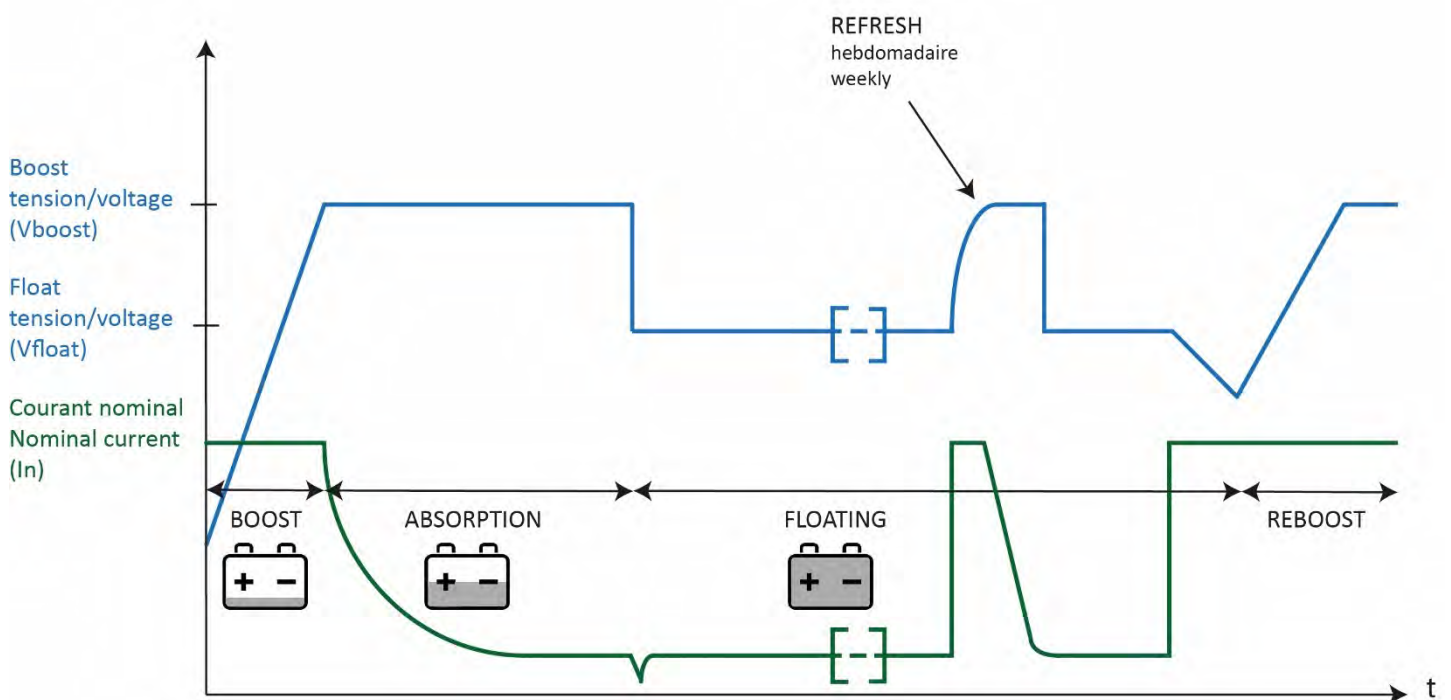 REFRESH
hebdomadaire
weekly
Boost
tension/voltage
(Vboost)
Float
tension/voltage
(Vfloat)
Courant nominal
Nominal current
(In)
BOOST
ABSORPTION
FLOATING
REBOOST
+ -
+ -
+ -
t